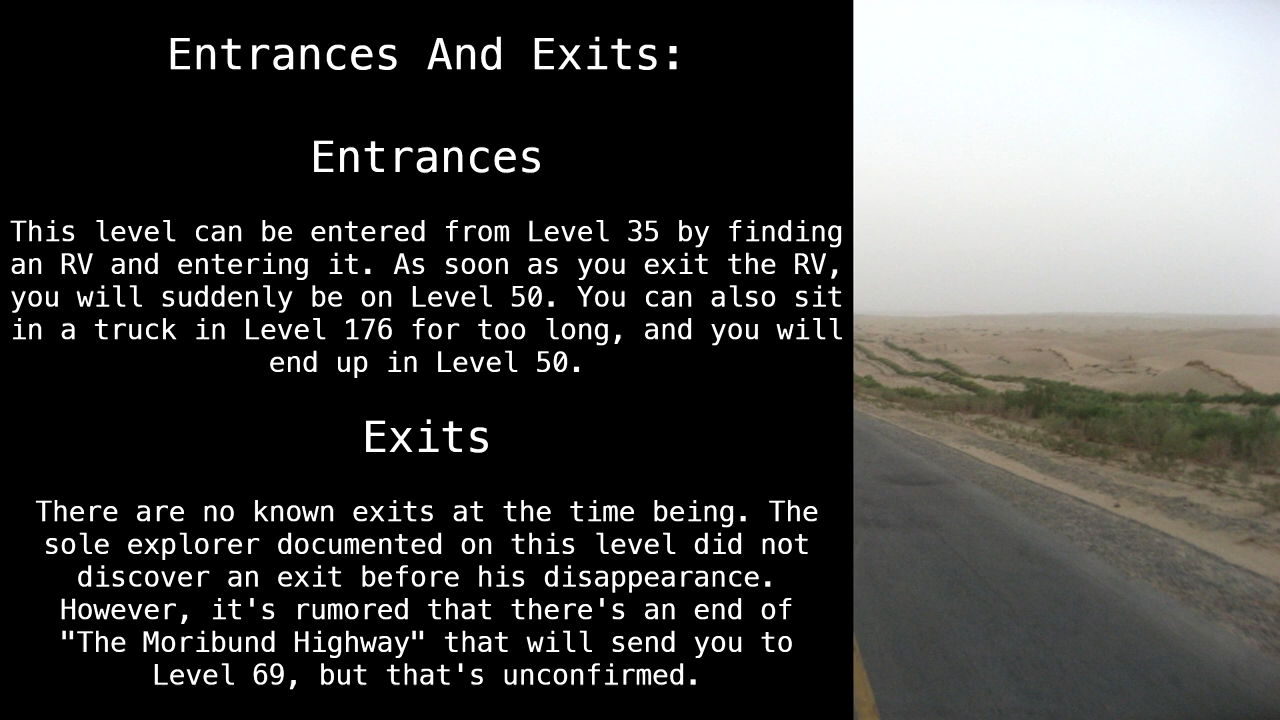 Entrances And Exits:
Entrances
This level can be entered from Level 35 by finding
an RV and entering it. As soon as you exit the RV,
you will suddenly be on Level 50. You can also sit
in a truck in Level 176 for too long, and you will
end up in Level 50.
Exits
There are no known exits at the time being. The
sole explorer documented on this level did not
discover an exit before his disappearance.
However, it's rumored that there's an end of
"The Moribund Highway" that will send you to
Level 69, but that's unconfirmed.